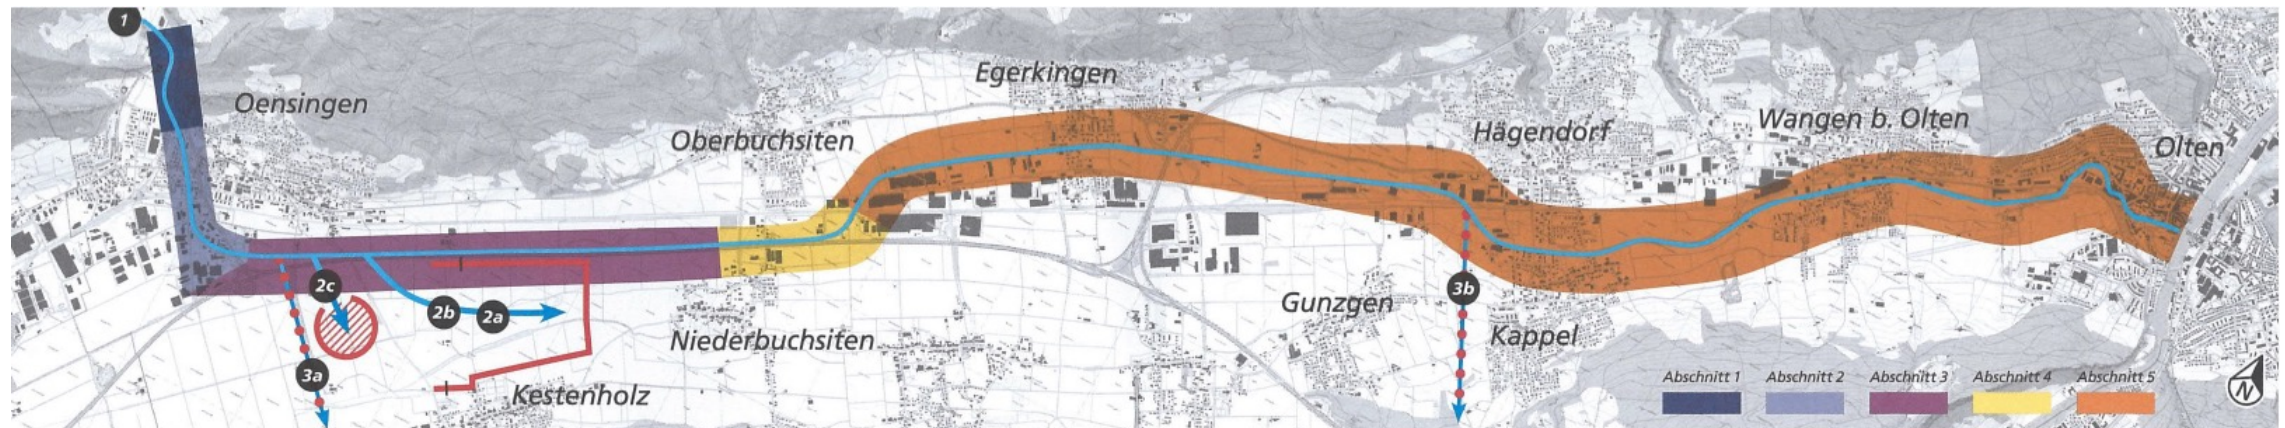 1
Oensingen
Egerkingen
Oberbuchsiten
Hägendorf
Wangen b. Olten
Olten
2c
2b
2a
3a
3b
Gunzgen
Kappel
Niederbuchsiten
Kestenholz
Abschnitt 1
Abschnitt 2
Abschnitt 3
Abschnitt 4
Abschnitt 5
N